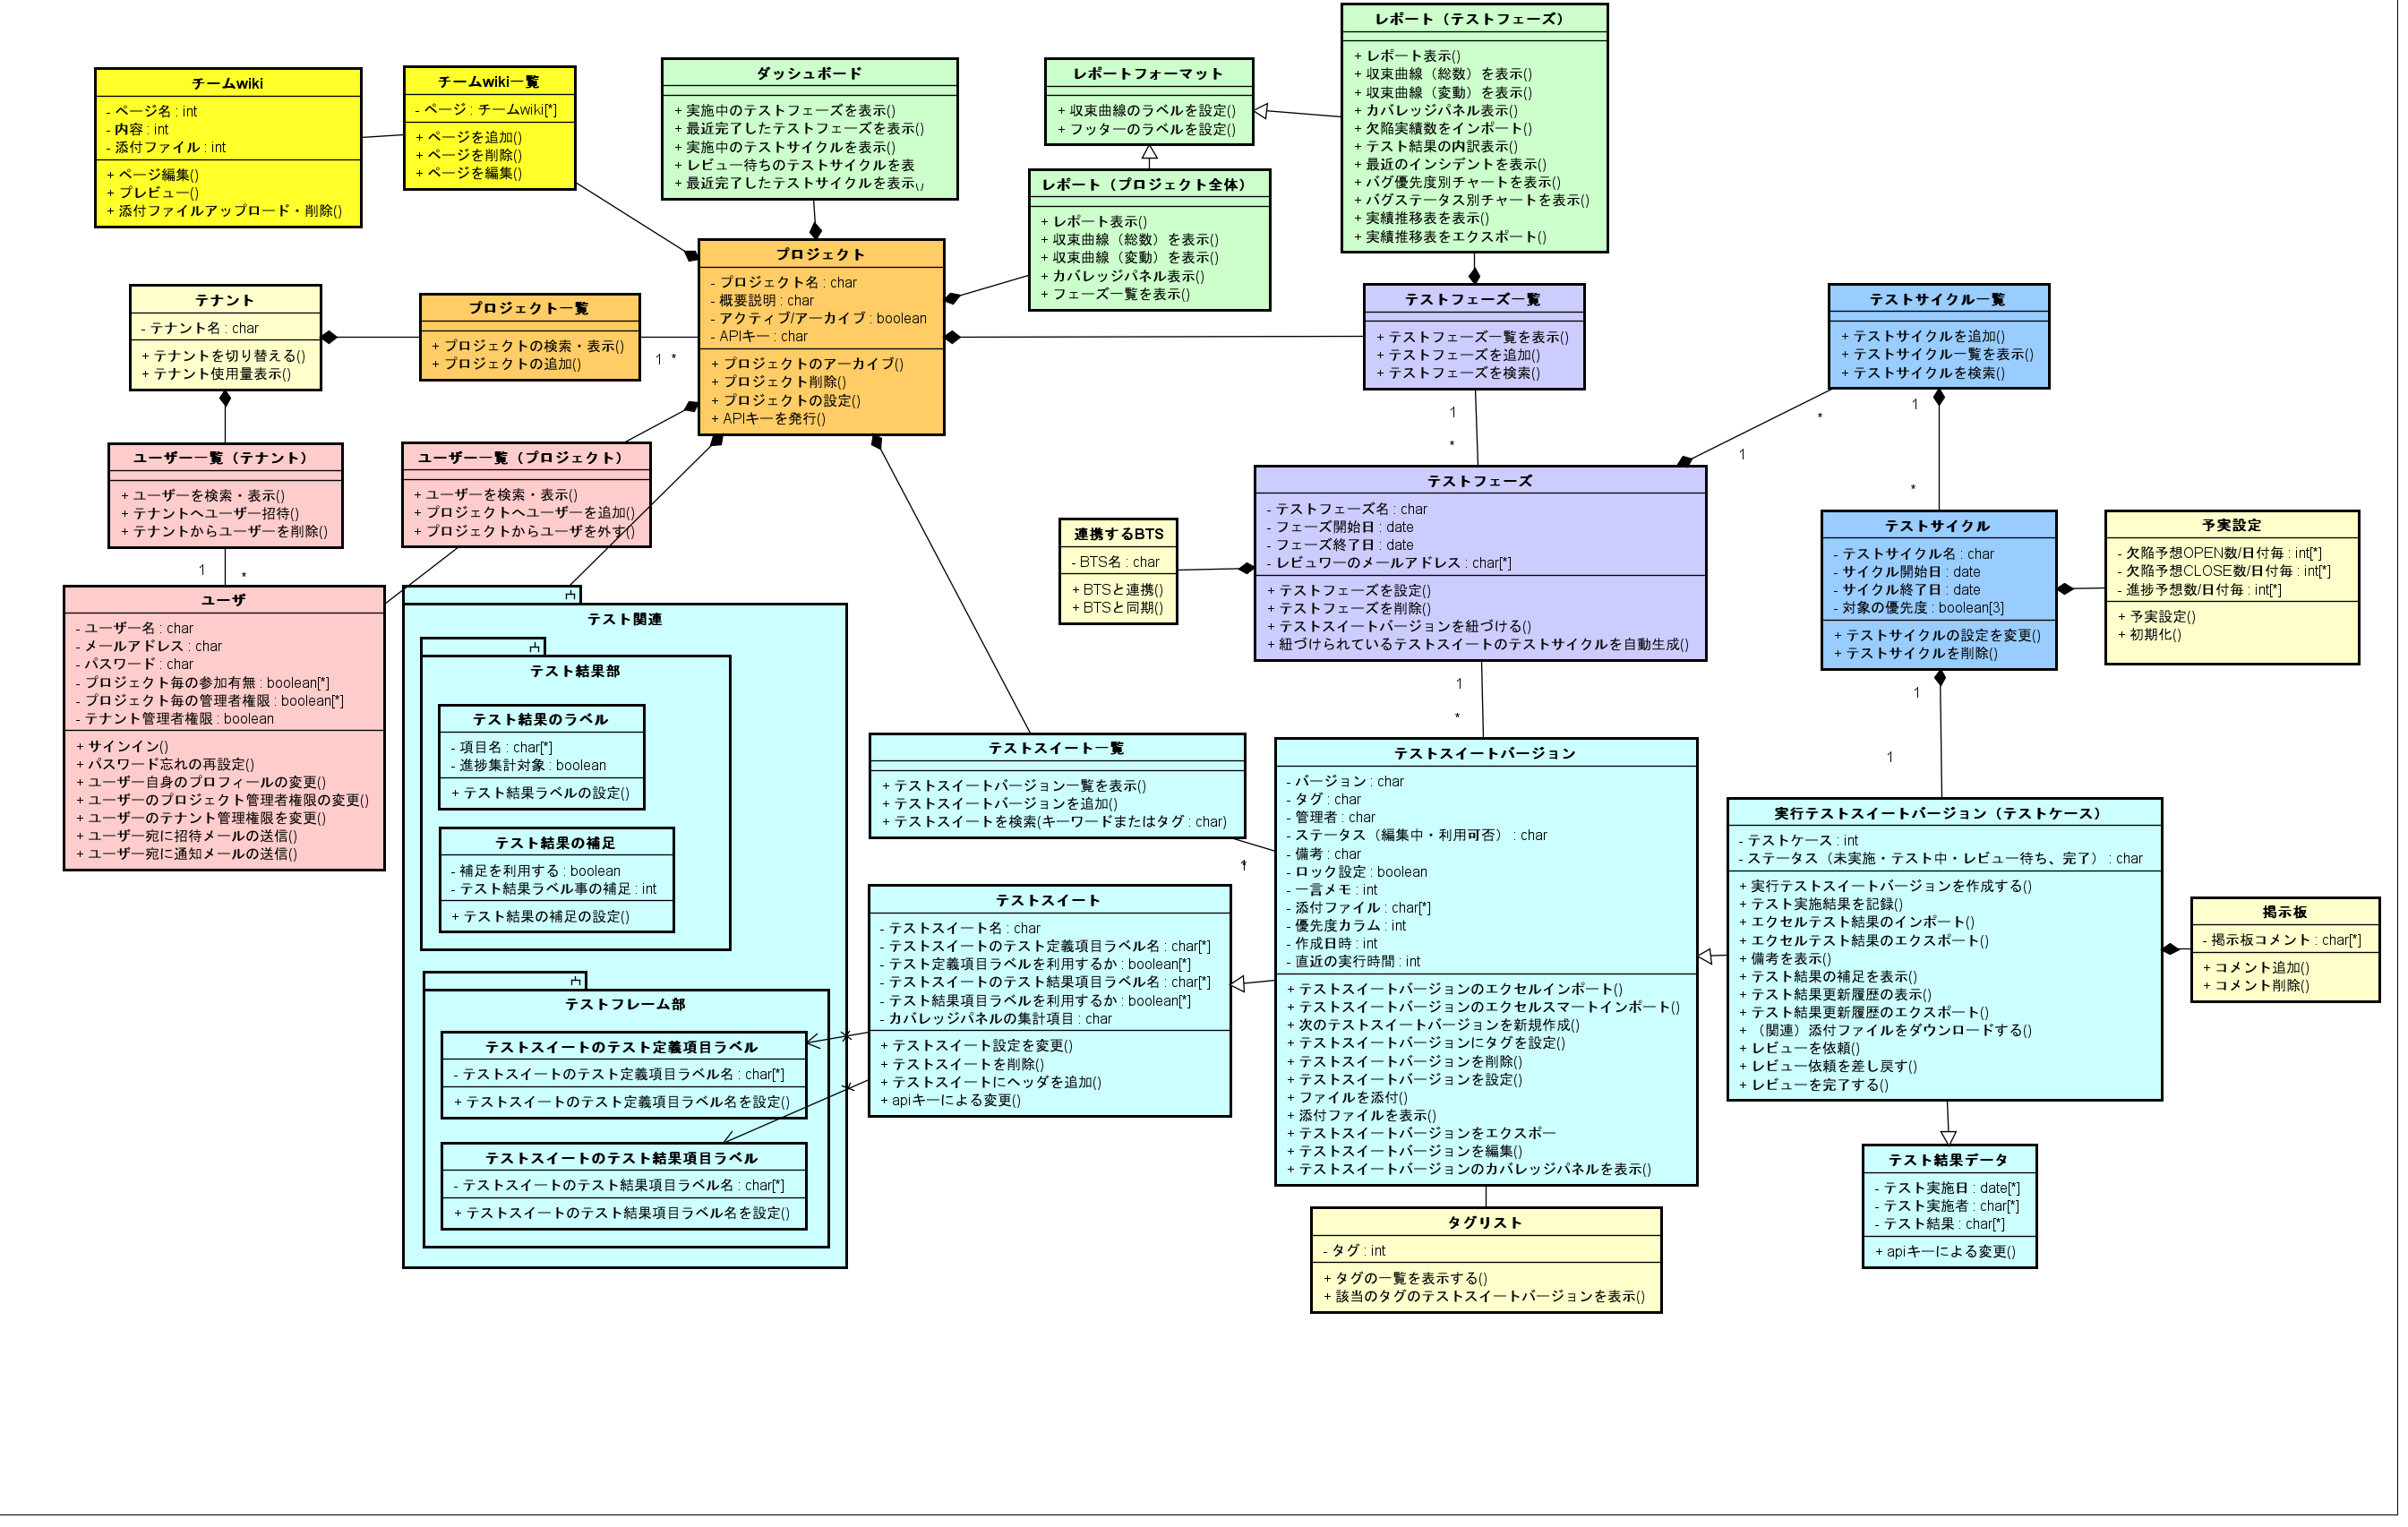 チームwiki
- ページ名 : int
- 内容 : int
- 添付ファイル : int
+ ページ編集()
+ プレビュー()
+ 添付ファイルアップロード・削除()
チームwiki一覧
- ページ : チームwiki[*]
+ ページを追加()
+ ページを削除()
+ ページを編集()
ダッシュボード
+ 実施中のテストフェーズを表示()
+ 最近完了したテストフェーズを表示()
+ 実施中のテストサイクルを表示()
+ レビュー待ちのテストサイクルを表
+ 最近完了したテストサイクルを表示()
レポートフォーマット
+ 収束曲線のラベルを設定()
+ フッターのラベルを設定()
レポート（テストフェーズ）
+ レポート表示()
+ 収束曲線（総数）を表示()
+ 収束曲線（変動）を表示()
+ カバレッジパネル表示()
+ 欠陥実績数をインポート()
+ テスト結果の内訳表示()
+ 最近のインシデントを表示()
+ バグ優先度別チャートを表示()
+ バグステータス別チャートを表示()
+ 実績推移表を表示()
+ 実績推移表をエクスポート()
レポート（プロジェクト全体）
+ レポート表示()
+ 収束曲線（総数）を表示()
+ 収束曲線（変動）を表示()
+ カバレッジパネル表示()
+ フェーズ一覧を表示()
テナント
- テナント名 : char
+ テナントを切り替える()
+ テナント使用量表示()
プロジェクト一覧
+ プロジェクトの検索・表示()
+ プロジェクトの追加()
1 *
プロジェクト
- プロジェクト名 : char
- 概要説明 : char
- アクティブ/アーカイブ : boolean
- APIキー : char
+ プロジェクトのアーカイブ()
+ プロジェクト削除()
+ プロジェクトの設定()
+ APIキーを発行()
テストフェーズ一覧
+ テストフェーズ一覧を表示()
+ テストフェーズを追加()
+ テストフェーズを検索()
1
*
テストサイクル一覧
+ テストサイクルを追加()
+ テストサイクル一覧を表示()
+ テストサイクルを検索()
1
*
*
1
ユーザー一覧（テナント）
+ ユーザーを検索・表示()
+ テナントへユーザー招待()
+ テナントからユーザーを削除()
1
*
ユーザー一覧（プロジェクト）
+ ユーザーを検索・表示()
+ プロジェクトへユーザーを追加()
+ プロジェクトからユーザを外す()
連携するBTS
- BTS名 : char
+ BTSと連携()
+ BTSと同期()
テストフェーズ
- テストフェーズ名 : char
- フェーズ開始日 : date
- フェーズ終了日 : date
- レビュワーのメールアドレス : char[*]
+ テストフェーズを設定()
+ テストフェーズを削除()
+ テストスイートバージョンを紐づける()
+ 紐づけられているテストスイートのテストサイクルを自動生成()
1
*
テストサイクル
- テストサイクル名 : char
- サイクル開始日 : date
- サイクル終了日 : date
- 対象の優先度 : boolean[3]
+ テストサイクルの設定を変更()
+ テストサイクルを削除()
1
1
予実設定
- 欠陥予想OPEN数/日付毎 : int[*]
- 欠陥予想CLOSE数/日付毎 : int[*]
- 進捗予想数/日付毎 : int[*]
+ 予実設定()
+ 初期化()
ユーザ
- ユーザー名 : char
- メールアドレス : char
- パスワード : char
- プロジェクト毎の参加有無 : boolean[*]
- プロジェクト毎の管理者権限 : boolean[*]
- テナント管理者権限 : boolean
+ サインイン()
+ パスワード忘れの再設定()
+ ユーザー自身のプロフィールの変更()
+ ユーザーのプロジェクト管理者権限の変更()
+ ユーザーのテナント管理権限を変更()
+ ユーザー宛に招待メールの送信()
+ ユーザー宛に通知メールの送信()
テスト関連
テスト結果部
テスト結果のラベル
- 項目名 : char[*]
- 進捗集計対象 : boolean
+ テスト結果ラベルの設定()
テスト結果の補足
- 補足を利用する : boolean
- テスト結果ラベル事の補足 : int
+ テスト結果の補足の設定()
テストフレーム部
テストスイートのテスト定義項目ラベル
- テストスイートのテスト定義項目ラベル名 : char[*]
+ テストスイートのテスト定義項目ラベル名を設定()
テストスイートのテスト結果項目ラベル
- テストスイートのテスト結果項目ラベル名 : char[*]
+ テストスイートのテスト結果項目ラベル名を設定()
テストスイート一覧
+ テストスイートバージョン一覧を表示()
+ テストスイートバージョンを追加()
+ テストスイートを検索(キーワードまたはタグ : char)
テストスイート
- テストスイート名 : char
- テストスイートのテスト定義項目ラベル名 : char[*]
- テスト定義項目ラベルを利用するか : boolean[*]
- テストスイートのテスト結果項目ラベル名 : char[*]
- テスト結果項目ラベルを利用するか : boolean[*]
- カバレッジパネルの集計項目 : char
+ テストスイート設定を変更()
+ テストスイートを削除()
+ テストスイートにヘッダを追加()
+ apiキーによる変更()
テストスイートバージョン
- バージョン : char
- タグ : char
- 管理者 : char
- ステータス（編集中・利用可否） : char
- 備考 : char
- ロック設定 : boolean
- 一言メモ : int
- 添付ファイル : char[*]
- 優先度カラム : int
- 作成日時 : int
- 直近の実行時間 : int
+ テストスイートバージョンのエクセルインポート()
+ テストスイートバージョンのエクセルスマートインポート()
+ 次のテストスイートバージョンを新規作成()
+ テストスイートバージョンにタグを設定()
+ テストスイートバージョンを削除()
+ テストスイートバージョンを設定()
+ ファイルを添付()
+ 添付ファイルを表示()
+ テストスイートバージョンをエクスポー
+ テストスイートバージョンを編集()
+ テストスイートバージョンのカバレッジパネルを表示()
実行テストスイートバージョン（テストケース）
- テストケース : int
- ステータス（未実施・テスト中・レビュー待ち、完了） : char
+ 実行テストスイートバージョンを作成する()
+ テスト実施結果を記録()
+ エクセルテスト結果のインポート()
+ エクセルテスト結果のエクスポート()
+ 備考を表示()
+ テスト結果の補足を表示()
+ テスト結果更新履歴の表示()
+ テスト結果更新履歴のエクスポート()
+ （関連）添付ファイルをダウンロードする()
+ レビューを依頼()
+ レビュー依頼を差し戻す()
+ レビューを完了する()
掲示板
- 掲示板コメント : char[*]
+ コメント追加()
+ コメント削除()
テスト結果データ
- テスト実施日 : date[*]
- テスト実施者 : char[*]
- テスト結果 : char[*]
+ apiキーによる変更()
タグリスト
- タグ : int
+ タグの一覧を表示する()
+ 該当のタグのテストスイートバージョンを表示()